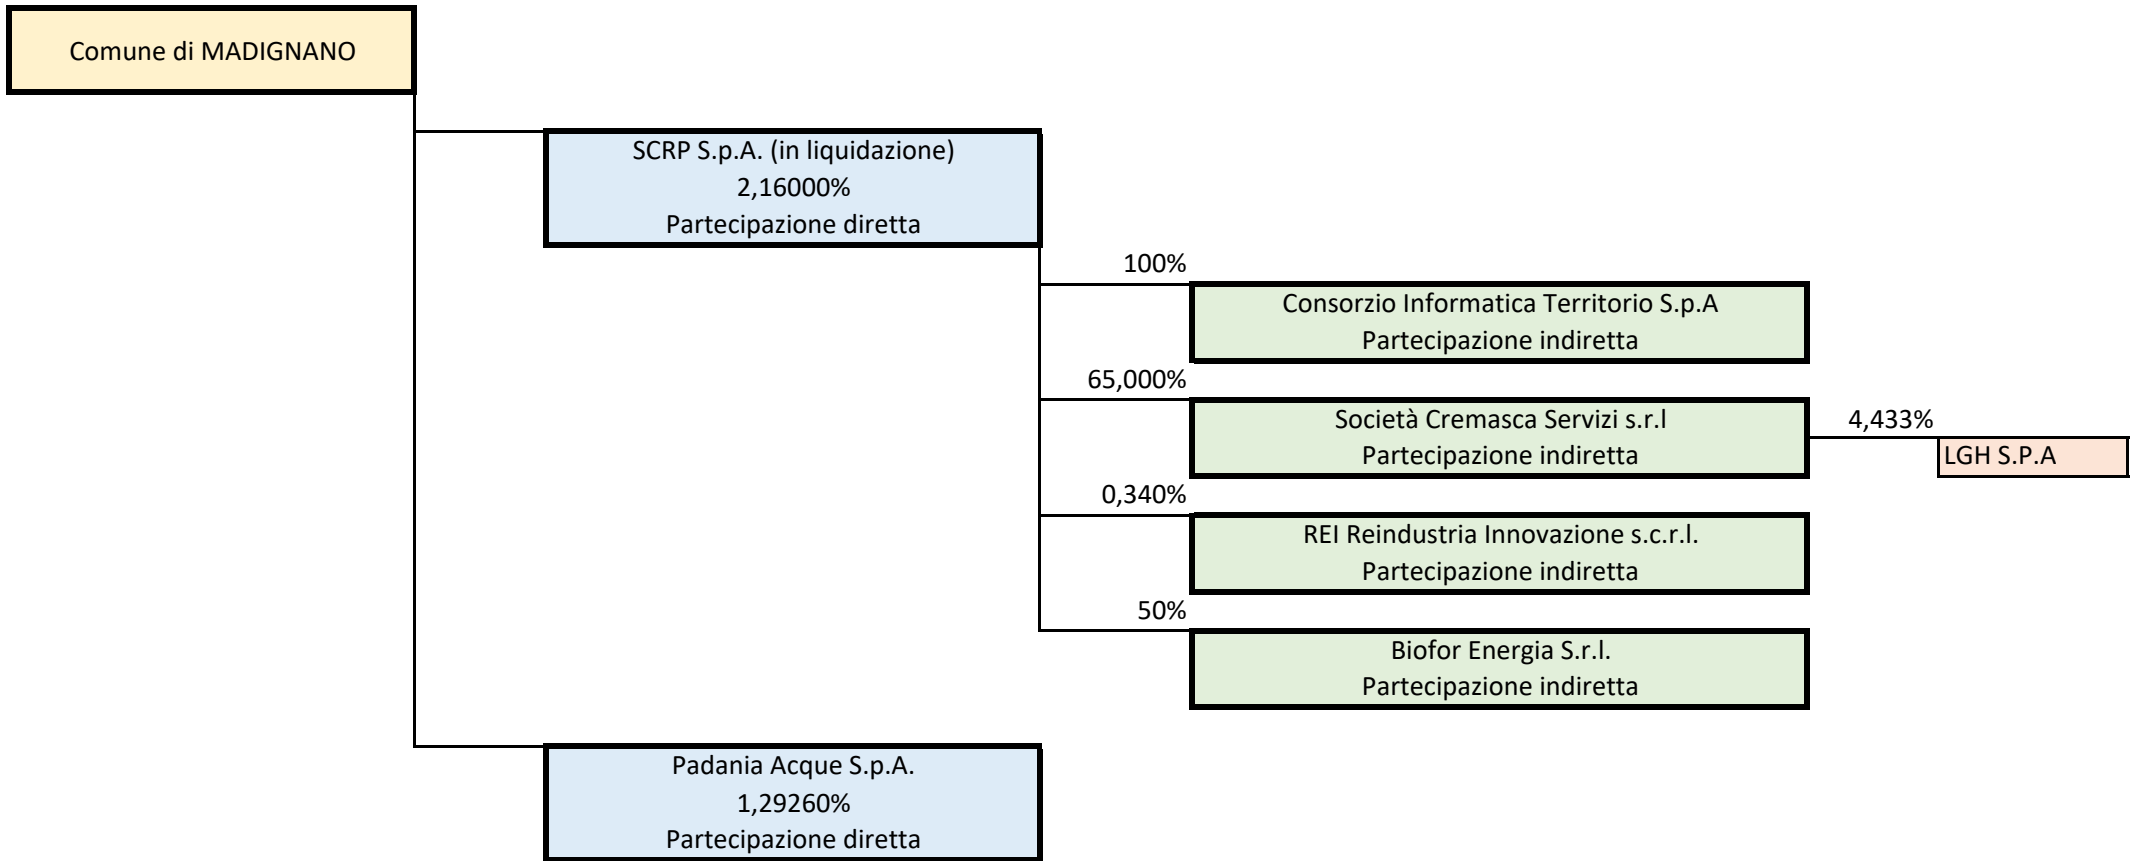 Comune di MADIGNANO
SCRP S.p.A. (in liquidazione)
2,16000%
Partecipazione diretta
100%
Consorzio Informatica Territorio S.p.A
Partecipazione indiretta
65,000%
Società Cremasca Servizi s.r.l
Partecipazione indiretta
4,433%
LGH S.P.A
0,340%
REI Reindustria Innovazione s.c.r.l.
Partecipazione indiretta
50%
Biofor Energia S.r.l.
Partecipazione indiretta
Padania Acque S.p.A.
1,29260%
Partecipazione diretta